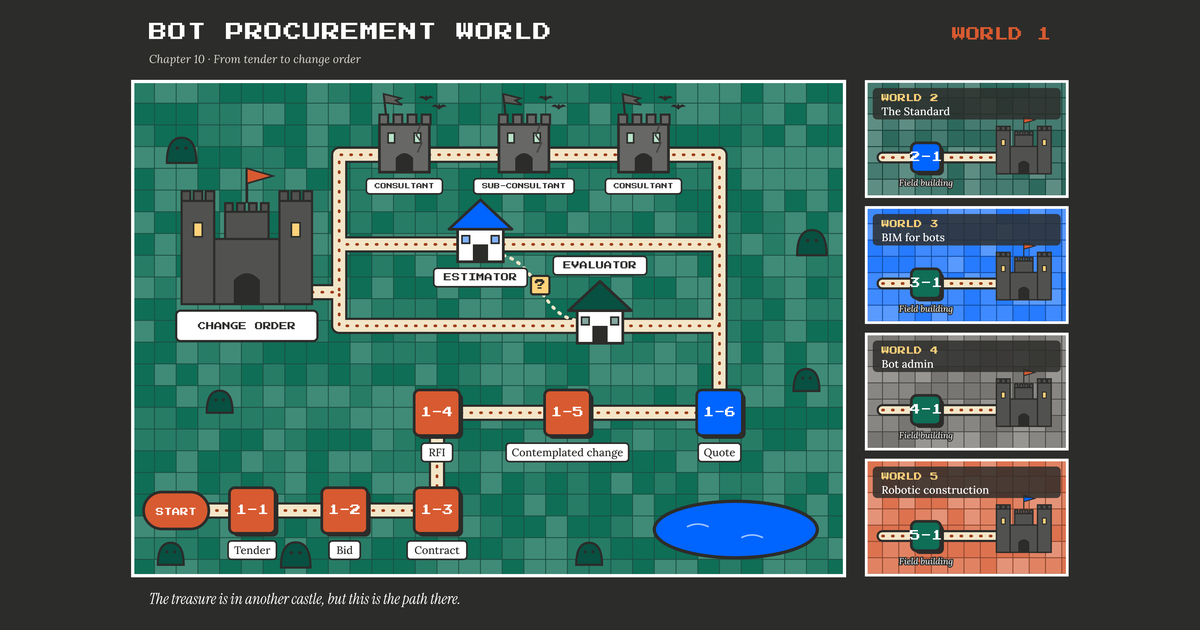 BOT PROCUREMENT WORLD
WORLD 1
Chapter 10 · From tender to change order
CONSULTANT
SUB-CONSULTANT
CONSULTANT
ESTIMATOR
EVALUATOR
?
CHANGE ORDER
1-4
1-5
1-6
RFI
Contemplated change
Quote
START
1-1
1-2
1-3
Tender
Bid
Contract
WORLD 2
The Standard
2-1
Field building
WORLD 3
BIM for bots
3-1
Field building
WORLD 4
Bot admin
4-1
Field building
WORLD 5
Robotic construction
5-1
Field building
The treasure is in another castle, but this is the path there.